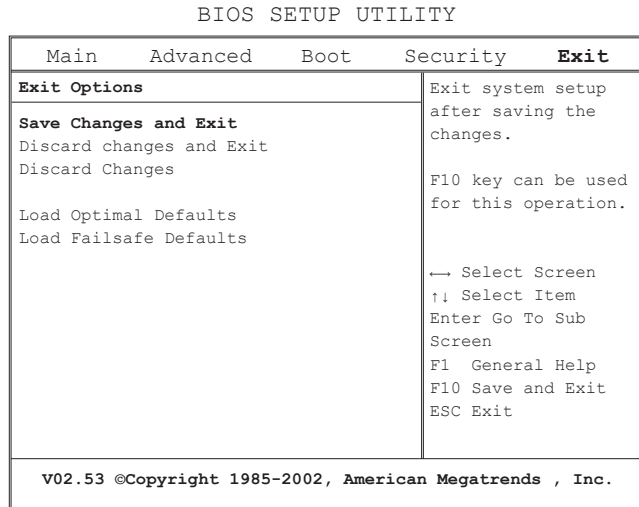 BIOS SETUP UTILITY
Main Advanced Boot Security Exit
Exit Options
Save Changes and Exit
Discard changes and Exit
Discard Changes
Load Optimal Defaults
Load Failsafe Defaults
Exit system setup
after saving the
changes.
F10 key can be used
for this operation.
←→ Select Screen
↑↓ Select Item
Enter Go To Sub
Screen
F1 General Help
F10 Save and Exit
ESC Exit
V02.53 ©Copyright 1985-2002, American Megatrends , Inc.